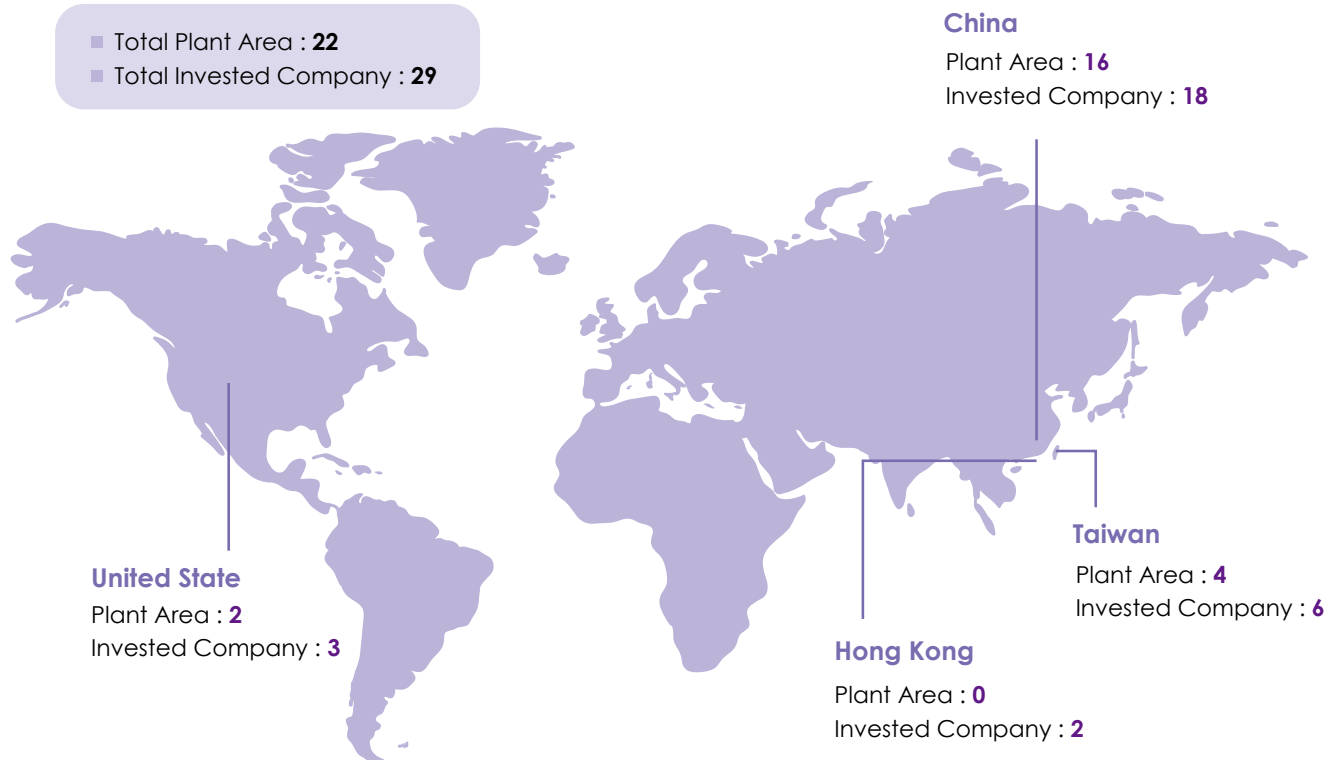 Total Plant Area : 22
Total Invested Company : 29
China
Plant Area : 16
Invested Company : 18
Taiwan
Plant Area : 4
Invested Company : 6
United State
Plant Area : 2
Invested Company : 3
Hong Kong
Plant Area : 0
Invested Company : 2